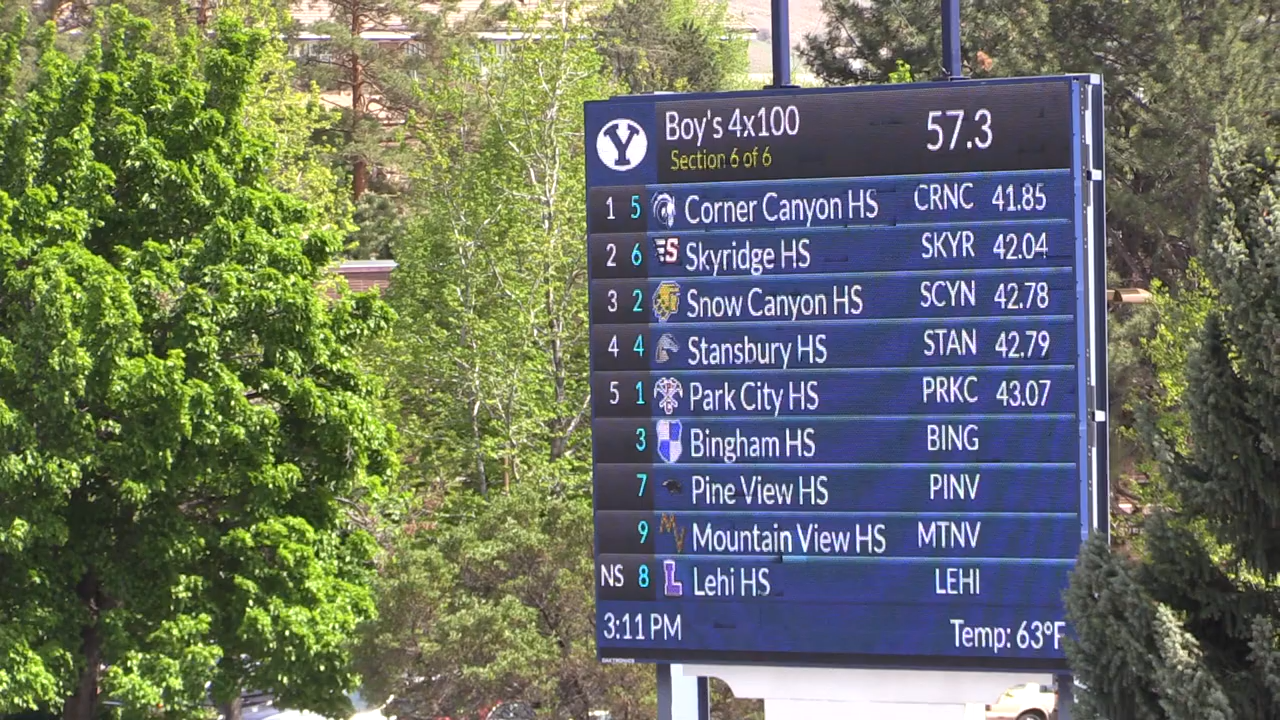 Y Boy's 4x100 57.3
Section 6 of 6
1 5 Corner Canyon HS CRNC 41.85
2 6 S Skyridge HS SKYR 42.04
3 2 Snow Canyon HS SCYN 42.78
4 4 Stansbury HS STAN 42.79
5 1 Park City HS PRKC 43.07
3 Bingham HS BING
7 Pine View HS PINV
9 MV Mountain View HS MTNV
NS 8 L Lehi HS LEHI
3:11 PM Temp: 63°F
DAKTRONICS